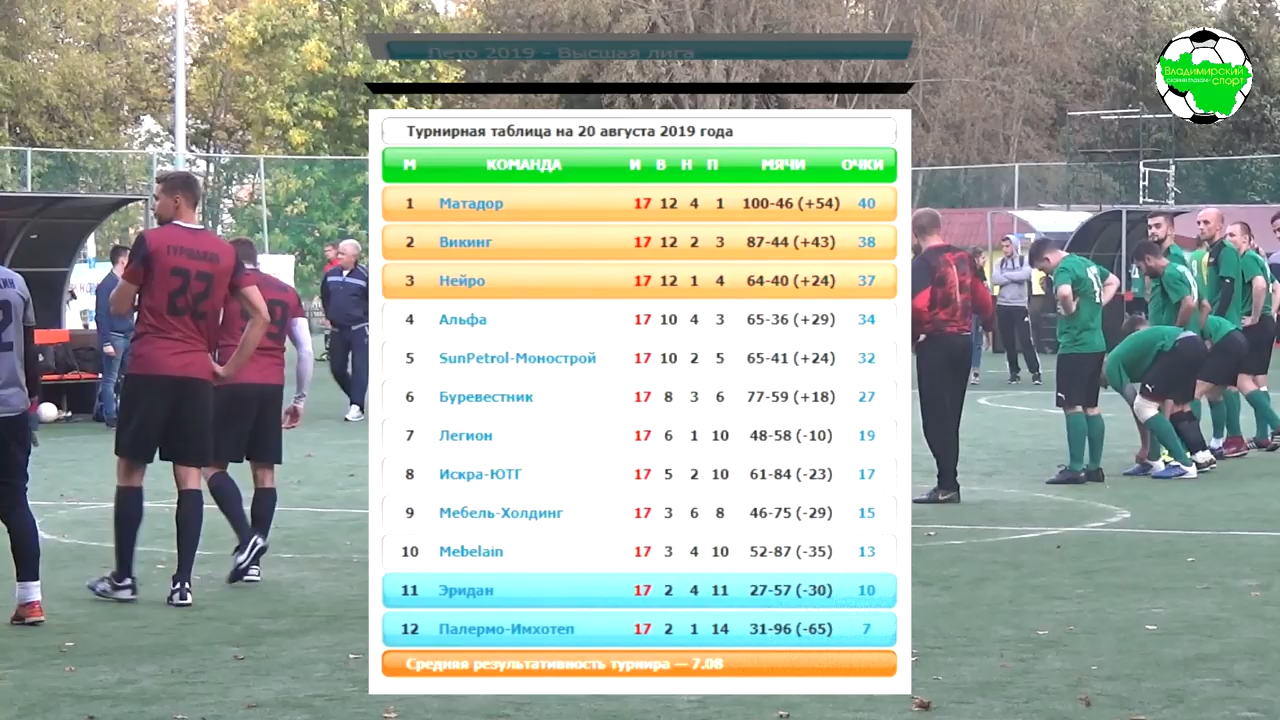 Лето 2019 - Высшая лига
Владимирский
спорт
Турнирная таблица на 20 августа 2019 года
М КОМАНДА И В Н П МЯЧИ ОЧКИ
1 Матадор 17 12 4 1 100-46 (+54) 40
2 Викинг 17 12 2 3 87-44 (+43) 38
3 Нейро 17 12 1 4 64-40 (+24) 37
4 Альфа 17 10 4 3 65-36 (+29) 34
5 SunPetrol-Монострой 17 10 2 5 65-41 (+24) 32
6 Буревестник 17 8 3 6 77-59 (+18) 27
7 Легион 17 6 1 10 48-58 (-10) 19
8 Искра-ЮТГ 17 5 2 10 61-84 (-23) 17
9 Мебель-Холдинг 17 3 6 8 46-75 (-29) 15
10 Mebelain 17 3 4 10 52-87 (-35) 13
11 Эридан 17 2 4 11 27-57 (-30) 10
12 Палермо-Имхотеп 17 2 1 14 31-96 (-65) 7
Средняя результативность турнира — 7.08
22